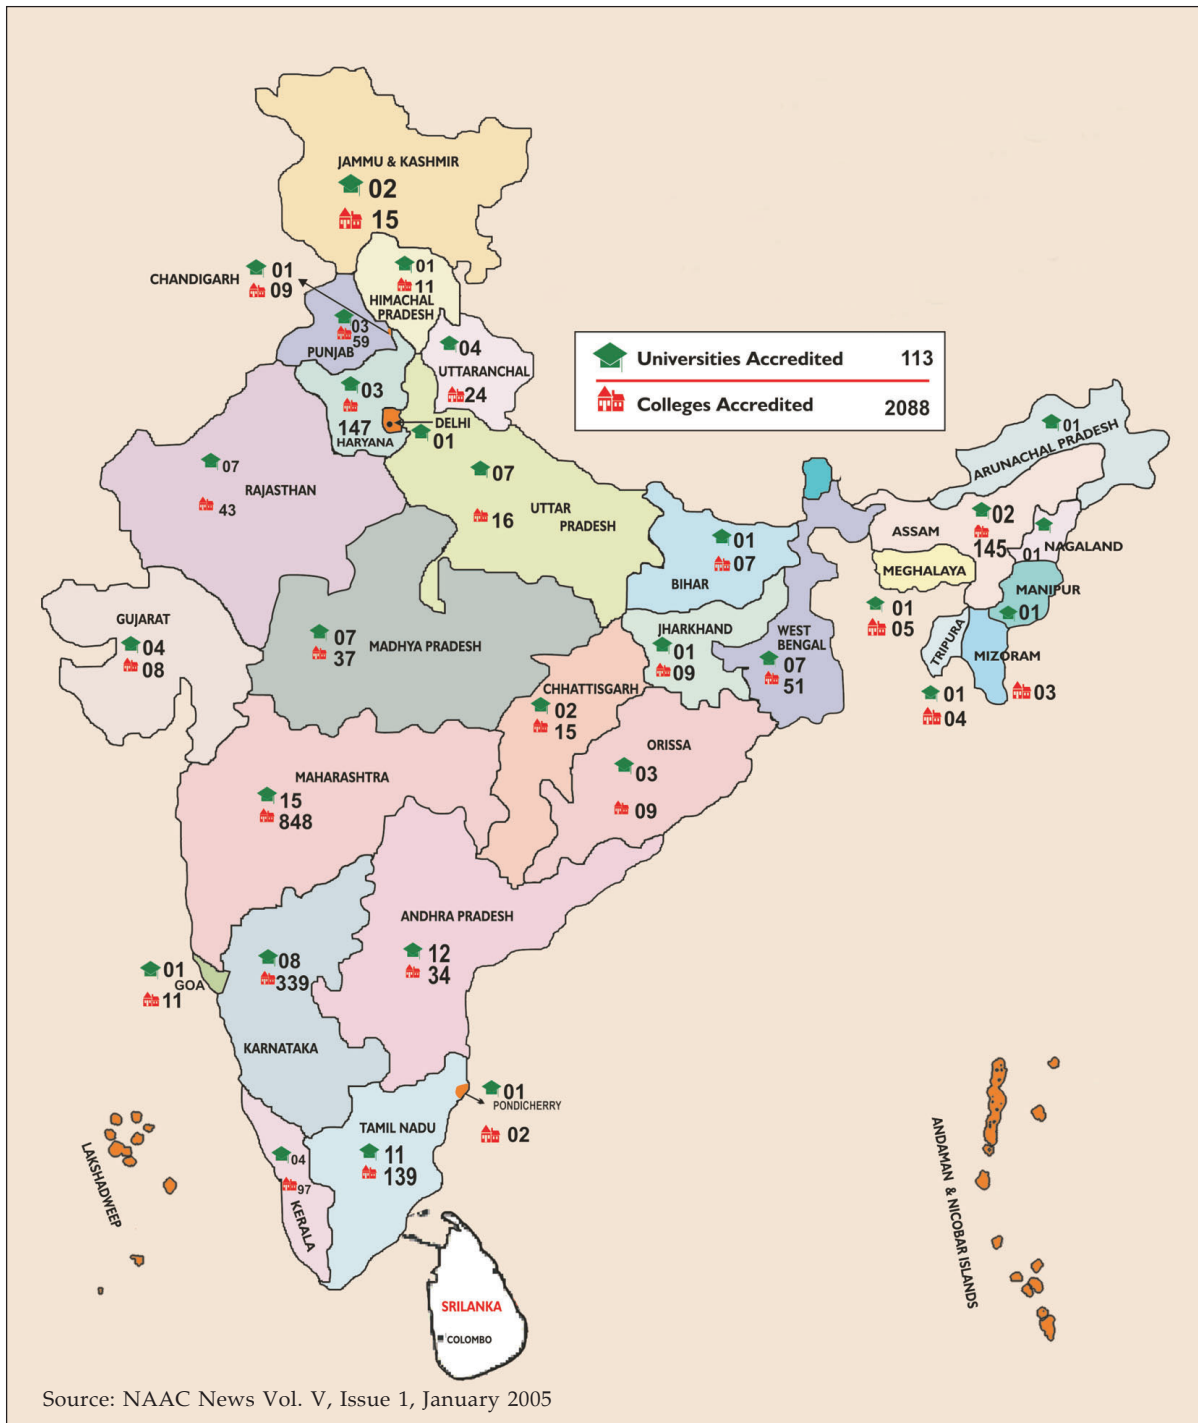 JAMMU & KASHMIR
02
15
CHANDIGARH
01
09
01
11
HIMACHAL
PRADESH
03
59
PUNJAB
04
UTTARANCHAL
24
Universities Accredited 113
Colleges Accredited 2088
03
147
HARYANA
DELHI
01
07
RAJASTHAN
43
07
16
UTTAR
PRADESH
01
07
BIHAR
01
ARUNACHAL PRADESH
02
ASSAM
145
01
NAGALAND
MEGHALAYA
01
05
MANIPUR
01
TRIPURA
01
04
MIZORAM
03
GUJARAT
04
08
07
37
MADHYA PRADESH
JHARKHAND
01
09
WEST
BENGAL
07
51
CHHATTISGARH
02
15
ORISSA
03
09
MAHARASHTRA
15
848
ANDHRA PRADESH
12
34
01
GOA
11
08
339
KARNATAKA
01
PONDICHERRY
02
TAMIL NADU
11
139
04
97
KERALA
LAKSHADWEEP
ANDAMAN & NICOBAR ISLANDS
SRILANKA
COLOMBO
Source: NAAC News Vol. V, Issue 1, January 2005